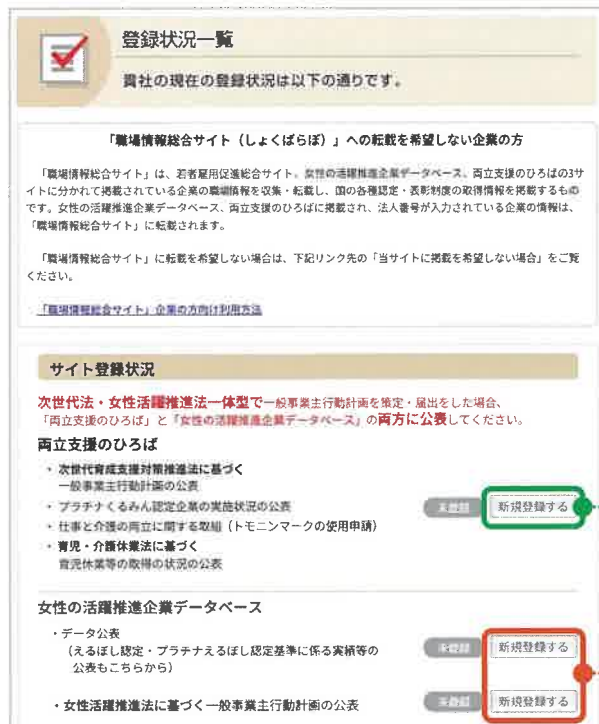 登録状況一覧
貴社の現在の登録状況は以下の通りです。
「職場情報総合サイト（しょくばらぼ）」への転載を希望しない企業の方
「職場情報総合サイト」は、若者雇用促進総合サイト、女性の活躍推進企業データベース、両立支援のひろばの3サ
イトに分かれて掲載されている企業の職場情報を収集・転載し、国の各種認定・表彰制度の取得情報を掲載するもの
です。女性の活躍推進企業データベース、両立支援のひろばに掲載され、法人番号が入力されている企業の情報は、
「職場情報総合サイト」に転載されます。
「職場情報総合サイト」に転載を希望しない場合は、下記リンク先の「当サイトに掲載を希望しない場合」をご覧
ください。
「職場情報総合サイト」企業の方向け利用方法
サイト登録状況
次世代法・女性活躍推進法一体型で一般事業主行動計画を策定・届出をした場合、
「両立支援のひろば」と「女性の活躍推進企業データベース」の両方に公表してください。
両立支援のひろば
・次世代育成支援対策推進法に基づく
一般事業主行動計画の公表
・プラチナくるみん認定企業の実施状況の公表
・仕事と介護の両立に関する取組（トモニンマークの使用申請）
未登録 新規登録する
・育児・介護休業法に基づく
育児休業等の取得の状況の公表
女性の活躍推進企業データベース
・データ公表
（えるぼし認定・プラチナえるぼし認定基準に係る実績等の
公表もこちらから）
未登録 新規登録する
・女性活躍推進法に基づく一般事業主行動計画の公表
未登録 新規登録する